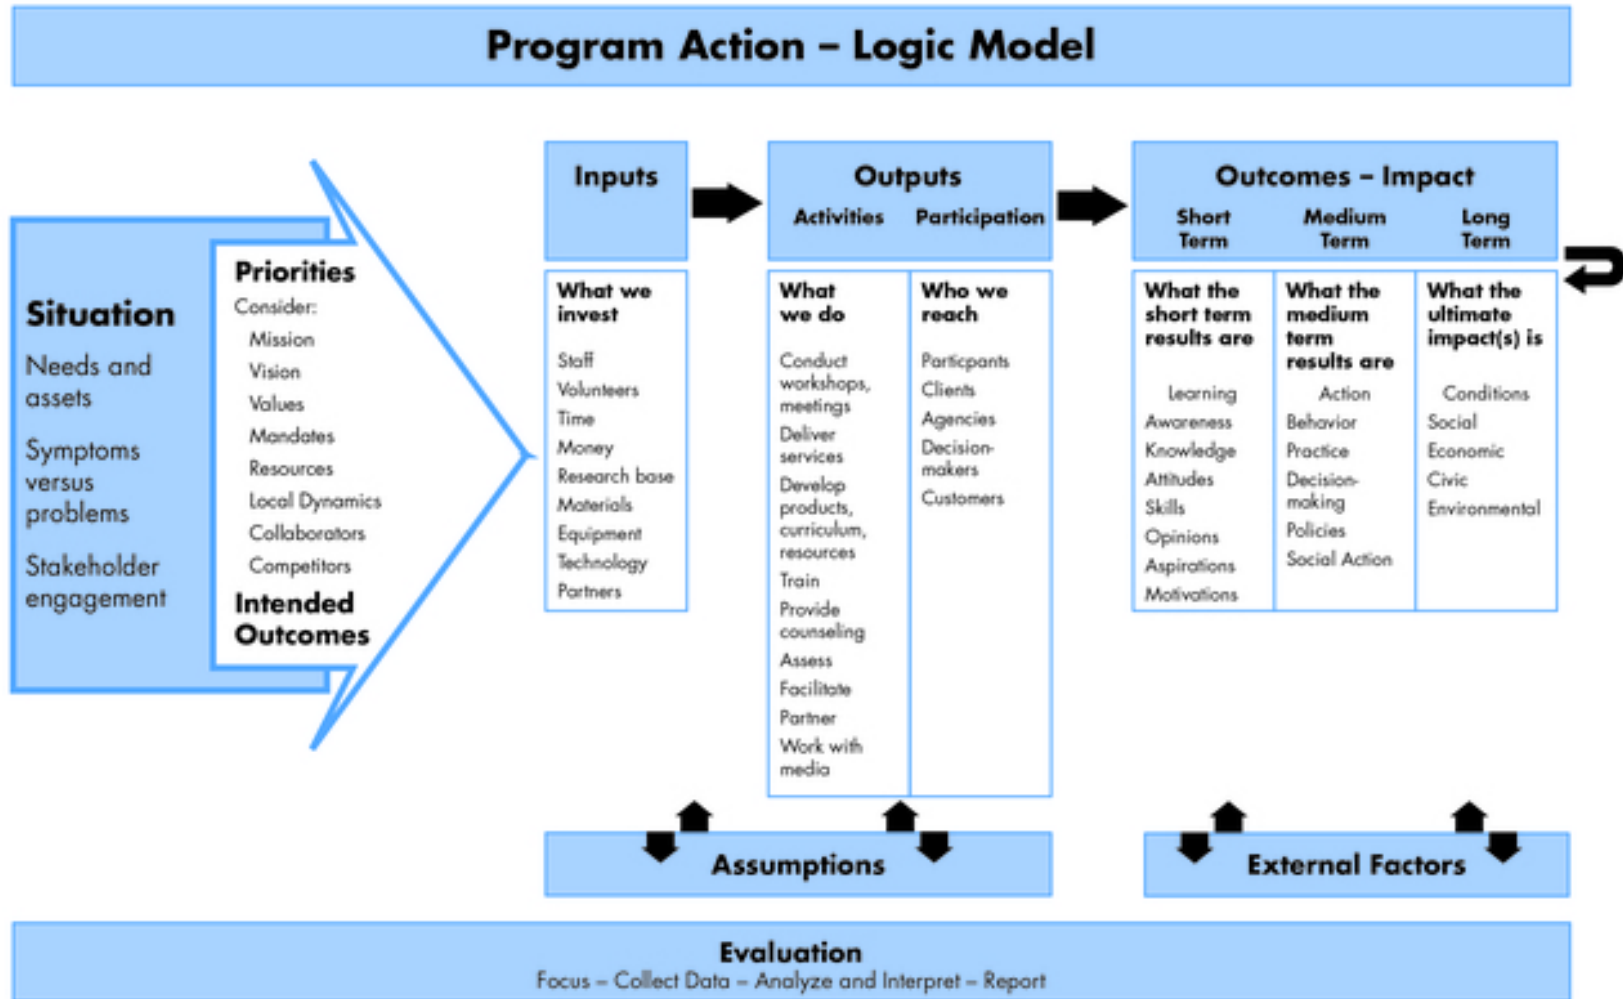 Program Action – Logic Model
Situation
Needs and
assets
Symptoms
versus
problems
Stakeholder
engagement
Priorities
Consider:
Mission
Vision
Values
Mandates
Resources
Local Dynamics
Collaborators
Competitors
Intended
Outcomes
Inputs
What we
invest
Staff
Volunteers
Time
Money
Research base
Materials
Equipment
Technology
Partners
Outputs
Activities
Participation
What
we do
Conduct
workshops,
meetings
Deliver
services
Develop
products,
curriculum,
resources
Train
Provide
counseling
Assess
Facilitate
Partner
Work with
media
Who we
reach
Particpants
Clients
Agencies
Decision-
makers
Customers
Outcomes – Impact
Short
Term
Medium
Term
Long
Term
What the
short term
results are
Learning
Awareness
Knowledge
Attitudes
Skills
Opinions
Aspirations
Motivations
What the
medium
term
results are
Action
Behavior
Practice
Decision-
making
Policies
Social Action
What the
ultimate
impact(s) is
Conditions
Social
Economic
Civic
Environmental
Assumptions
External Factors
Evaluation
Focus – Collect Data – Analyze and Interpret – Report